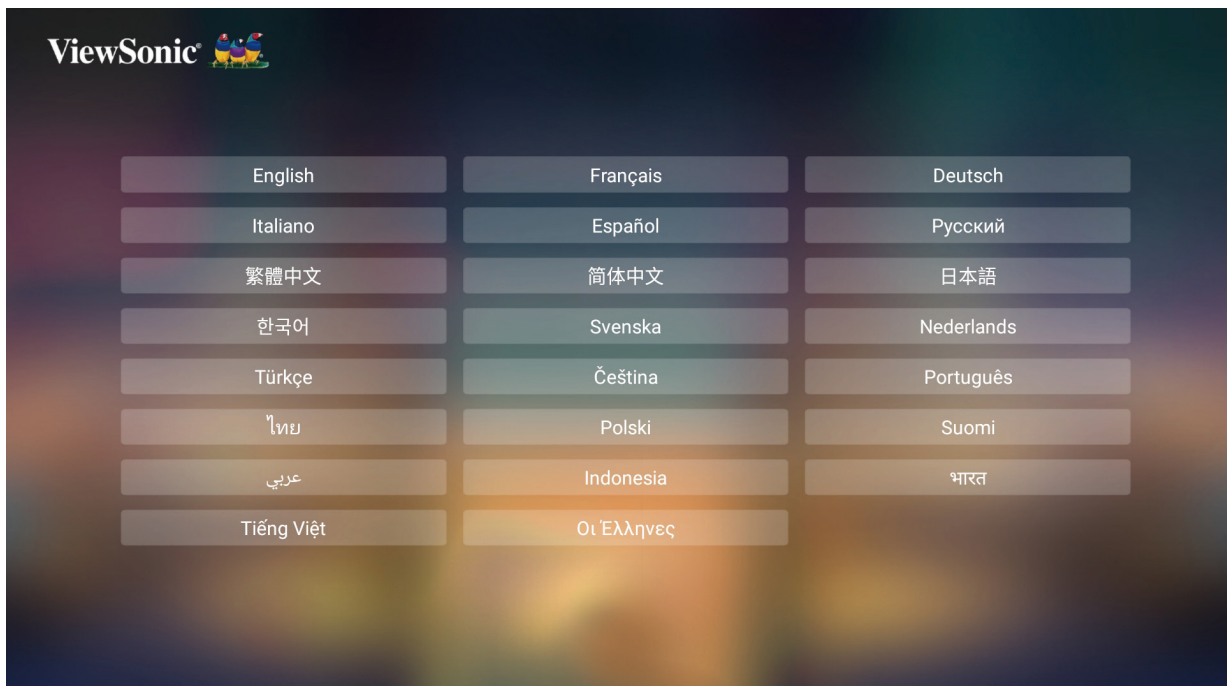 ViewSonic®
English Français Deutsch
Italiano Español Русский
繁體中文 简体中文 日本語
한국어 Svenska Nederlands
Türkçe Čeština Português
ไทย Polski Suomi
عربي Indonesia भारत
Tiếng Việt Οι Έλληνες